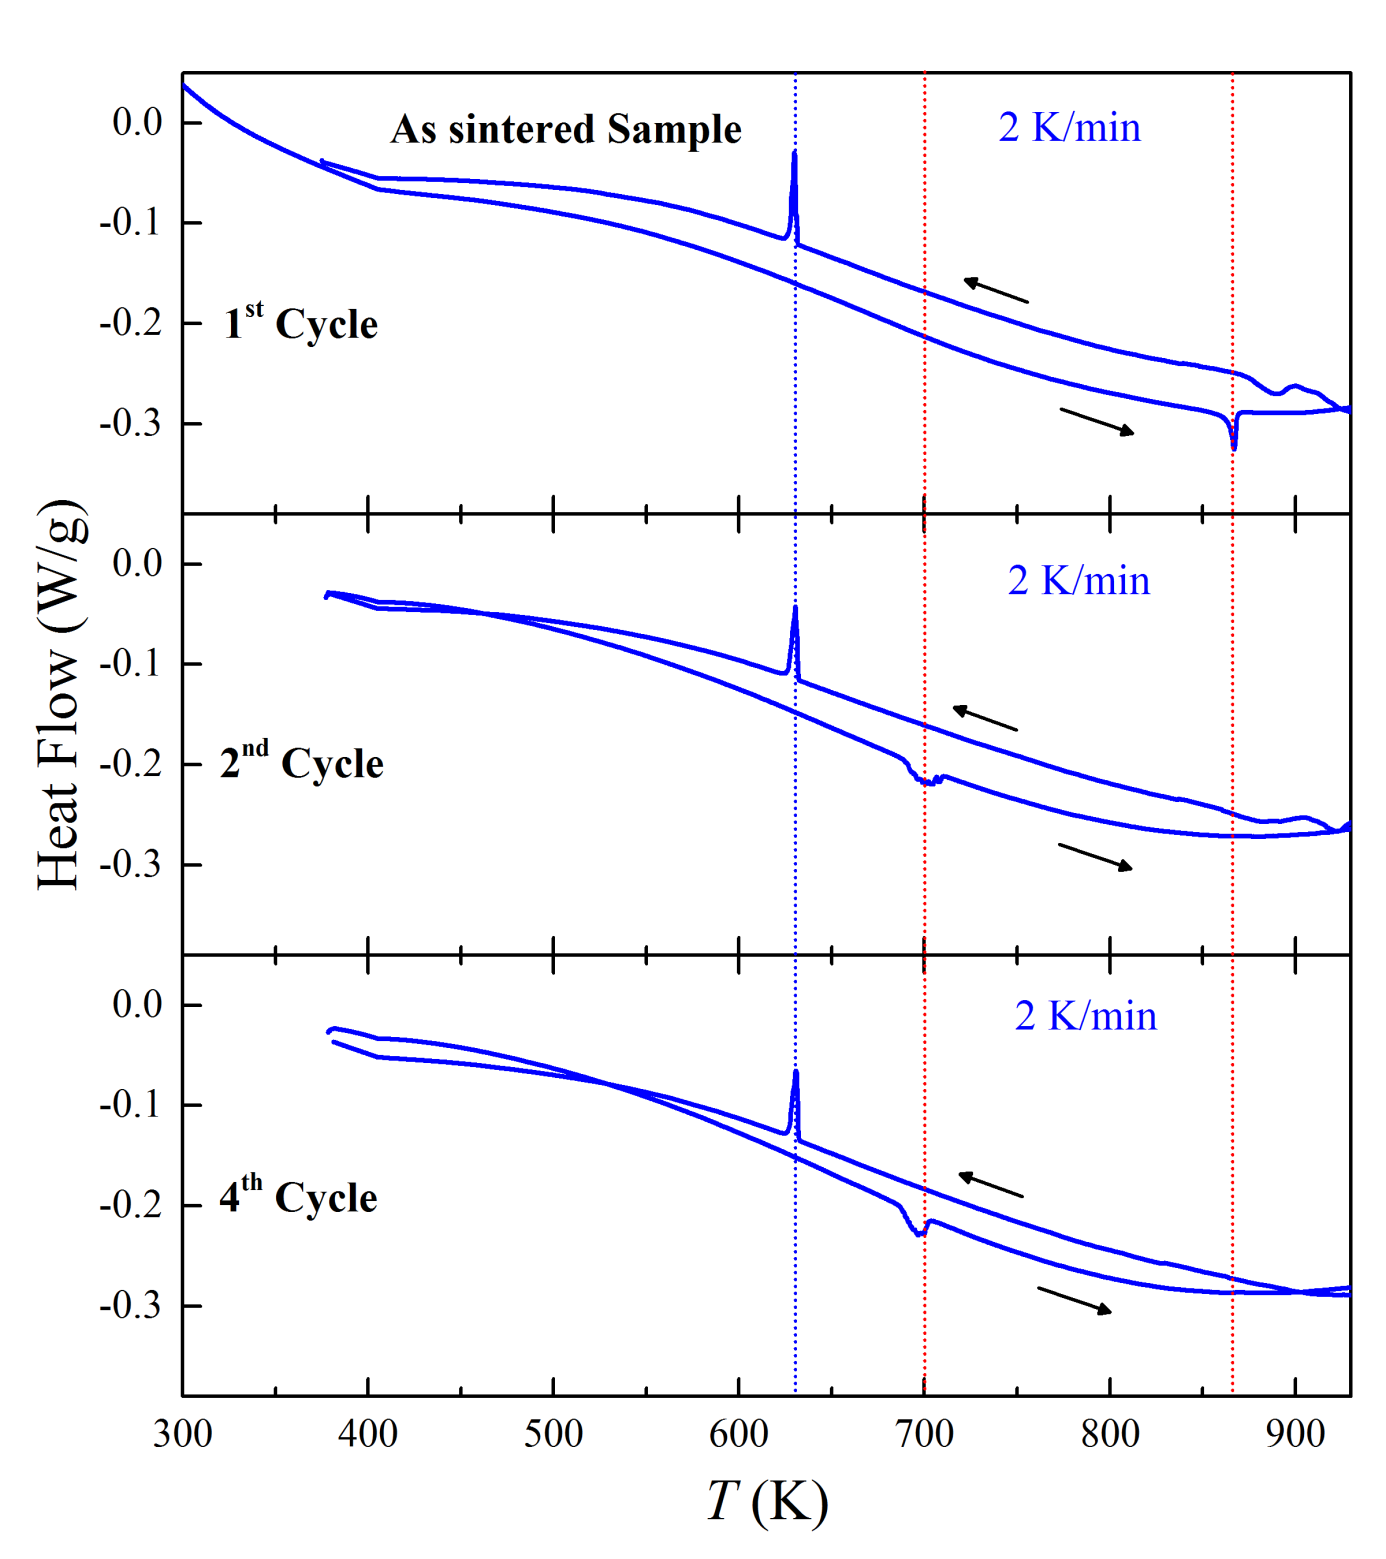 As sintered Sample
2 K/min
0.0
-0.1
-0.2
-0.3
1st Cycle
Heat Flow (W/g)
2 K/min
0.0
-0.1
-0.2
-0.3
2nd Cycle
2 K/min
0.0
-0.1
-0.2
-0.3
4th Cycle
300 400 500 600 700 800 900
T (K)